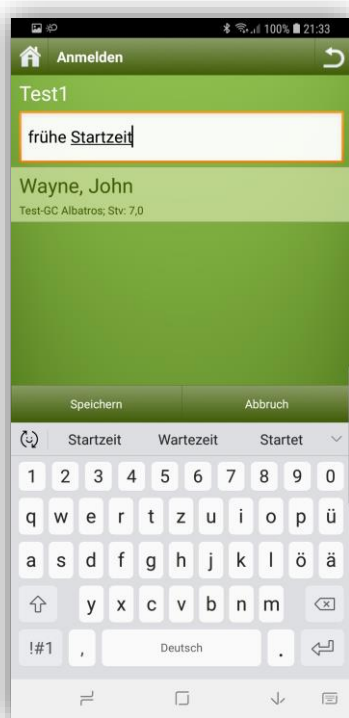 100% 21:33
Anmelden
Test1
frühe Startzeit
Wayne, John
Test-GC Albatros; Stv: 7,0
Speichern Abbruch
Startzeit Wartezeit Startet
1 2 3 4 5 6 7 8 9 0
q w e r t z u i o p ü
a s d f g h j k l ö ä
y x c v b n m
!#1 , Deutsch .